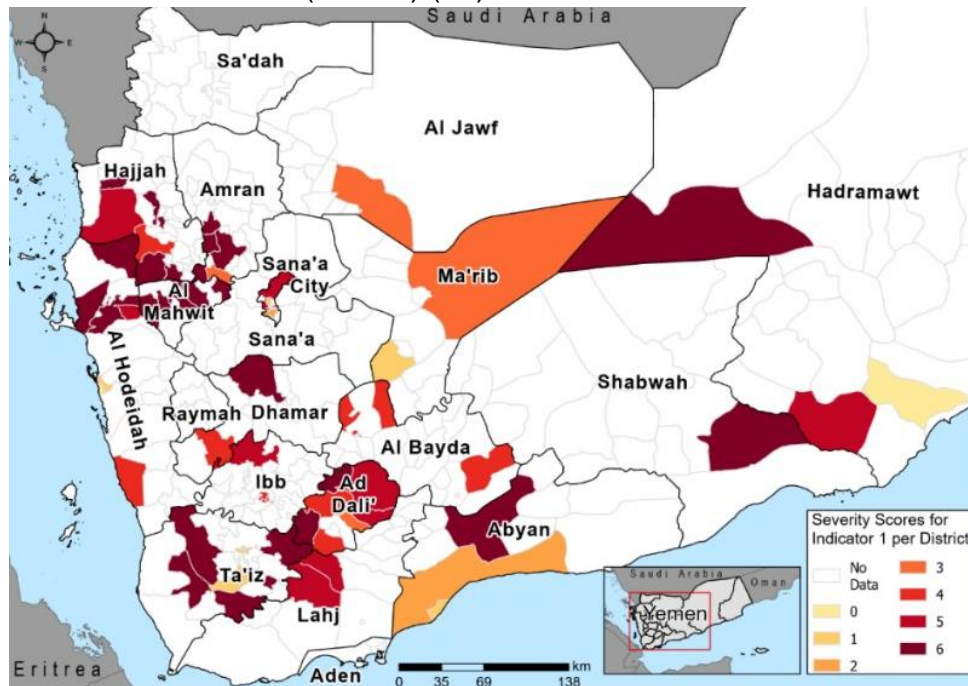 Saudi Arabia
N
W E
S
Sa'dah
Al Jawf
Hajjah
Amran
Hadramawt
Sana'a
City
Ma'rib
Al
Mahwit
Sana'a
Al Hodeidah
Shabwah
Raymah
Dhamar
Al Bayda
Ibb
Ad
Dali'
Abyan
Ta'iz
Lahj
Eritrea
Aden
km
0 35 69 138
Saudi Arabia
Oman
Yemen
Severity Scores for
Indicator 1 per District
No
Data
0
1
2
3
4
5
6